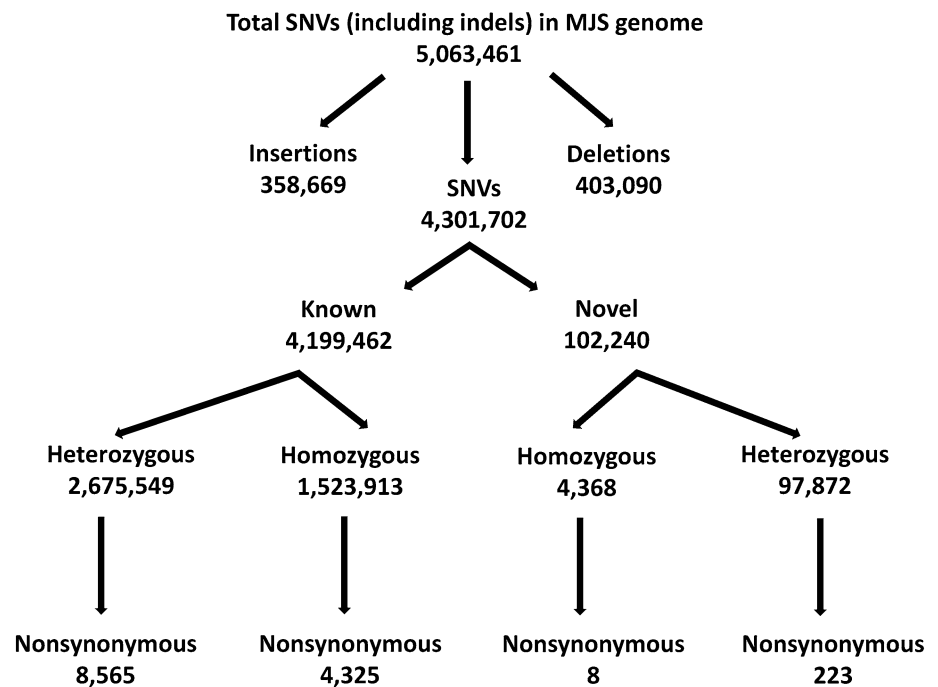 Total SNVs (including indels) in MJS genome
5,063,461
Insertions
358,669
Deletions
403,090
SNVs
4,301,702
Known
4,199,462
Novel
102,240
Heterozygous
2,675,549
Homozygous
1,523,913
Homozygous
4,368
Heterozygous
97,872
Nonsynonymous
8,565
Nonsynonymous
4,325
Nonsynonymous
8
Nonsynonymous
223